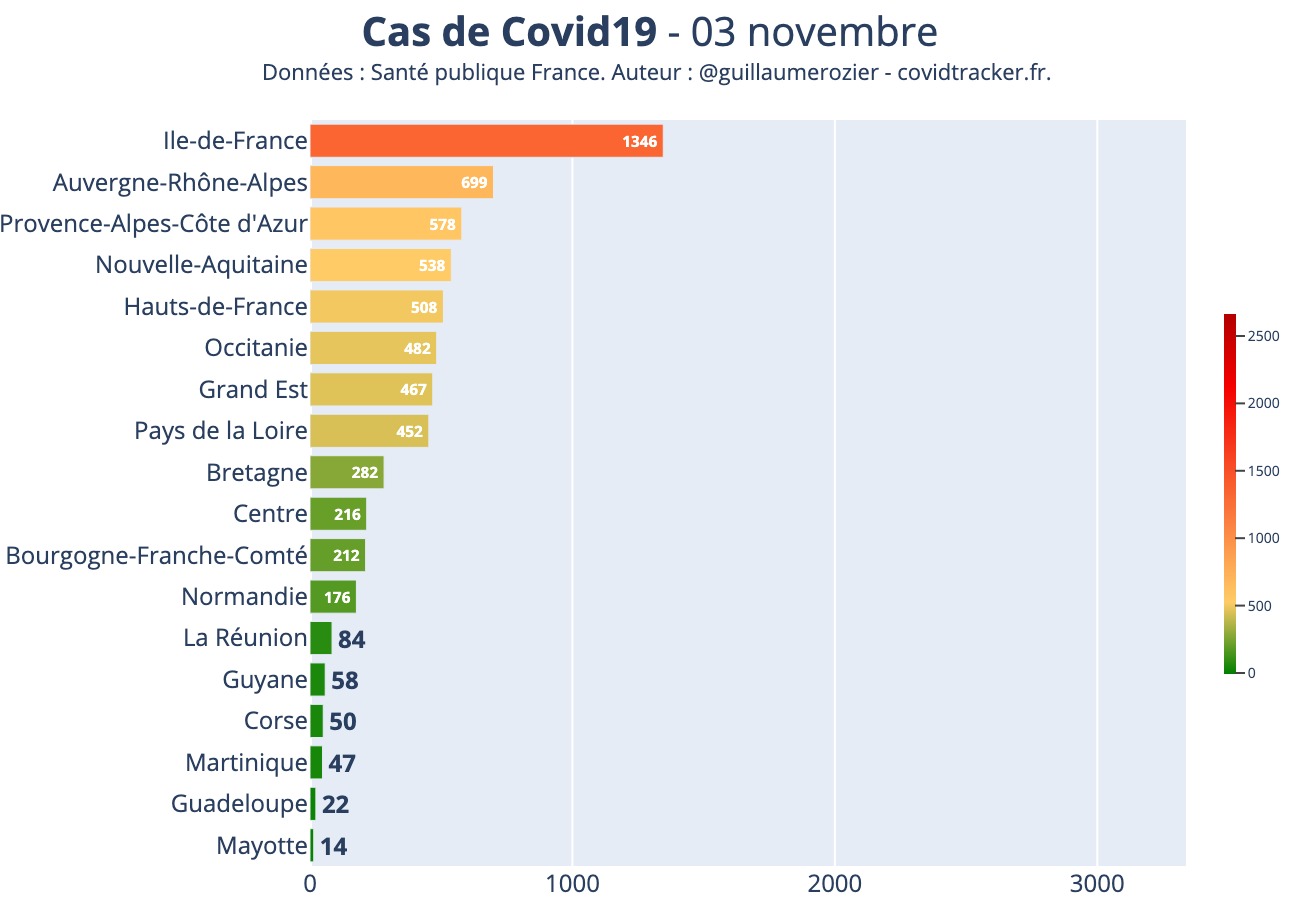 Cas de Covid19 - 03 novembre
Données : Santé publique France. Auteur : @guillaumerozier - covidtracker.fr.
Ile-de-France 1346
Auvergne-Rhône-Alpes 699
Provence-Alpes-Côte d'Azur 578
Nouvelle-Aquitaine 538
Hauts-de-France 508
Occitanie 482
Grand Est 467
Pays de la Loire 452
Bretagne 282
Centre 216
Bourgogne-Franche-Comté 212
Normandie 176
La Réunion 84
Guyane 58
Corse 50
Martinique 47
Guadeloupe 22
Mayotte 14
0 1000 2000 3000
2500
2000
1500
1000
500
0